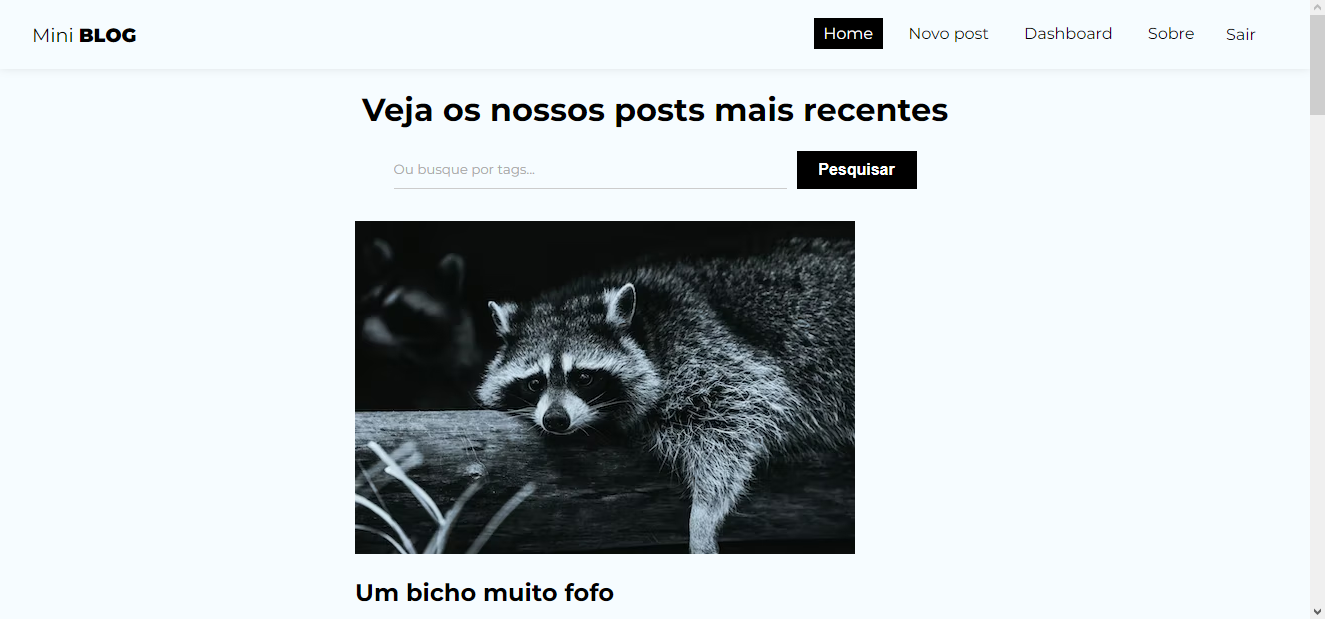 Mini BLOG
Home Novo post Dashboard Sobre Sair
Veja os nossos posts mais recentes
Ou busque por tags...
Pesquisar
Um bicho muito fofo